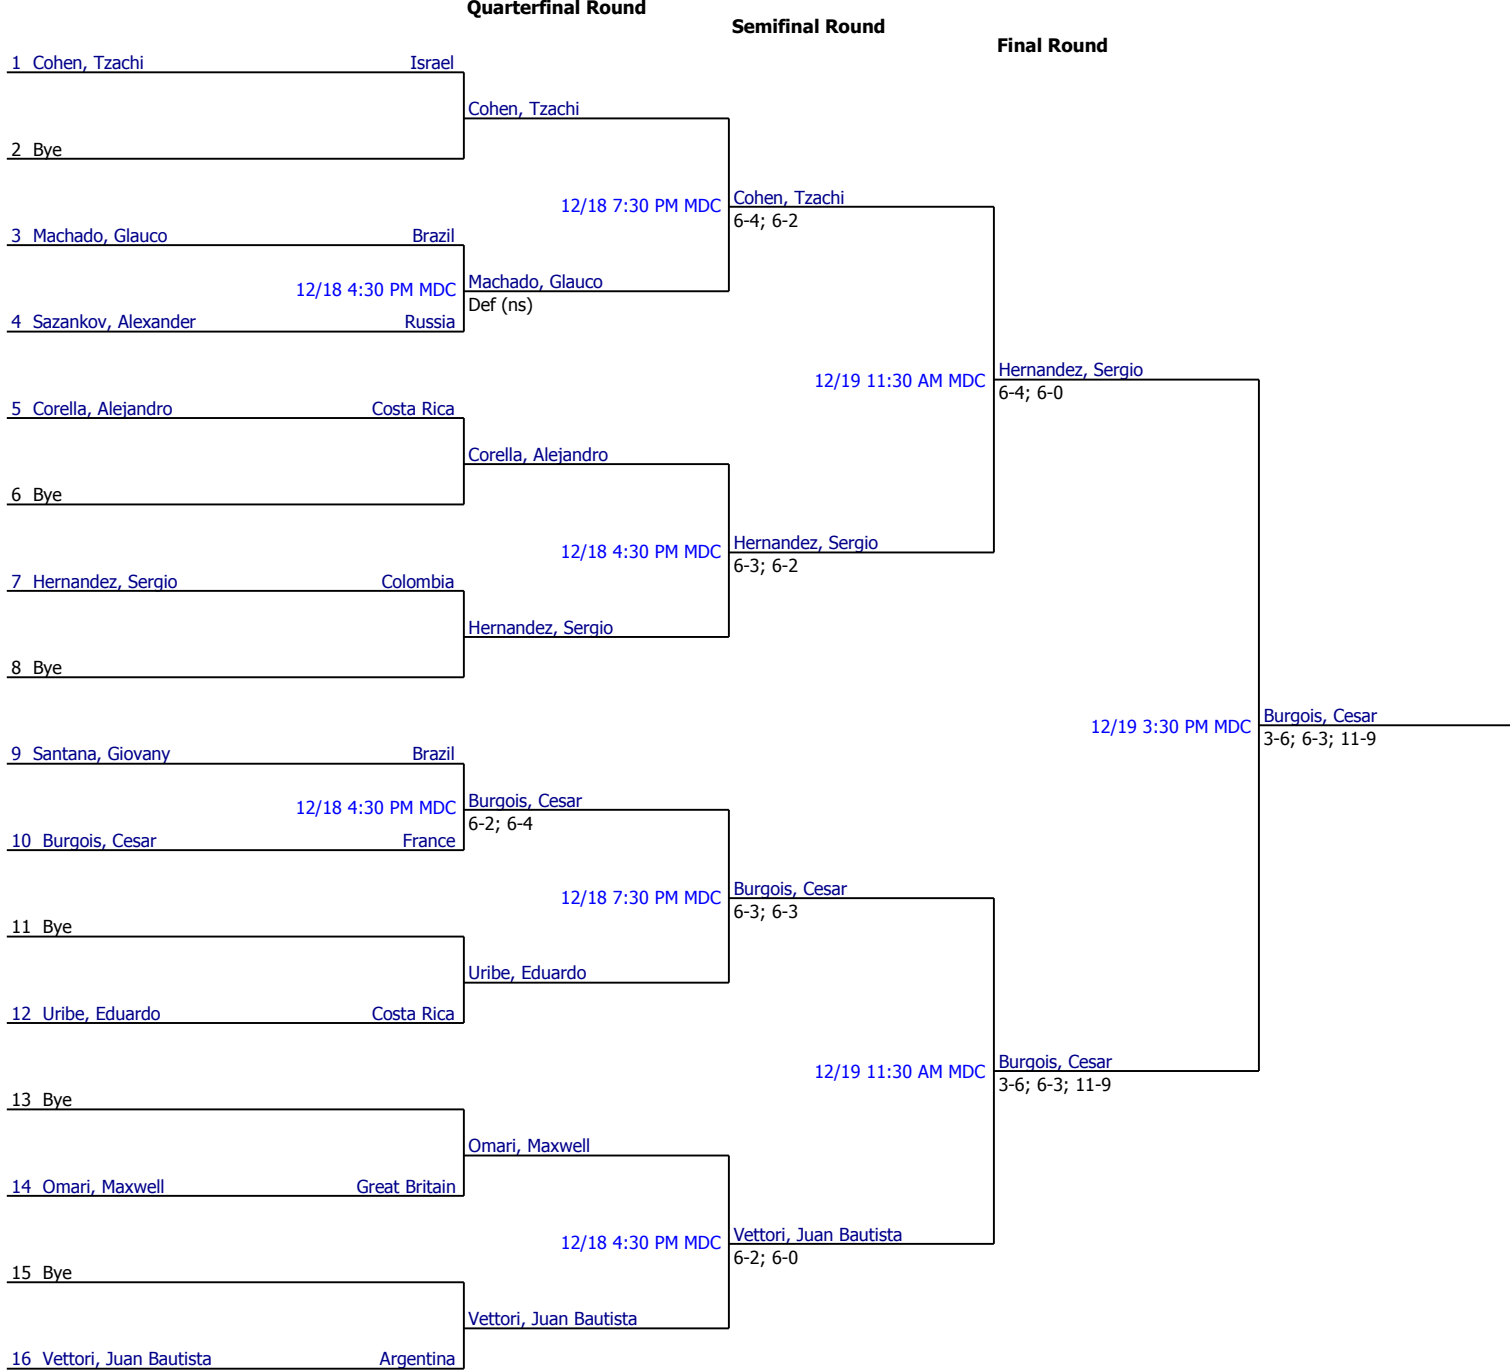 Quarterfinal Round
Semifinal Round
Final Round
1 Cohen, Tzachi Israel
Cohen, Tzachi
2 Bye
12/18 7:30 PM MDC Cohen, Tzachi
6-4; 6-2
3 Machado, Glauco Brazil
12/18 4:30 PM MDC Machado, Glauco
Def (ns)
4 Sazankov, Alexander Russia
12/19 11:30 AM MDC Hernandez, Sergio
6-4; 6-0
5 Corella, Alejandro Costa Rica
Corella, Alejandro
6 Bye
12/18 4:30 PM MDC Hernandez, Sergio
6-3; 6-2
7 Hernandez, Sergio Colombia
Hernandez, Sergio
8 Bye
12/19 3:30 PM MDC Burgois, Cesar
3-6; 6-3; 11-9
9 Santana, Giovany Brazil
12/18 4:30 PM MDC Burgois, Cesar
6-2; 6-4
10 Burgois, Cesar France
12/18 7:30 PM MDC Burgois, Cesar
6-3; 6-3
11 Bye
Uribe, Eduardo
12 Uribe, Eduardo Costa Rica
12/19 11:30 AM MDC Burgois, Cesar
3-6; 6-3; 11-9
13 Bye
Omari, Maxwell
14 Omari, Maxwell Great Britain
12/18 4:30 PM MDC Vettori, Juan Bautista
6-2; 6-0
15 Bye
Vettori, Juan Bautista
16 Vettori, Juan Bautista Argentina